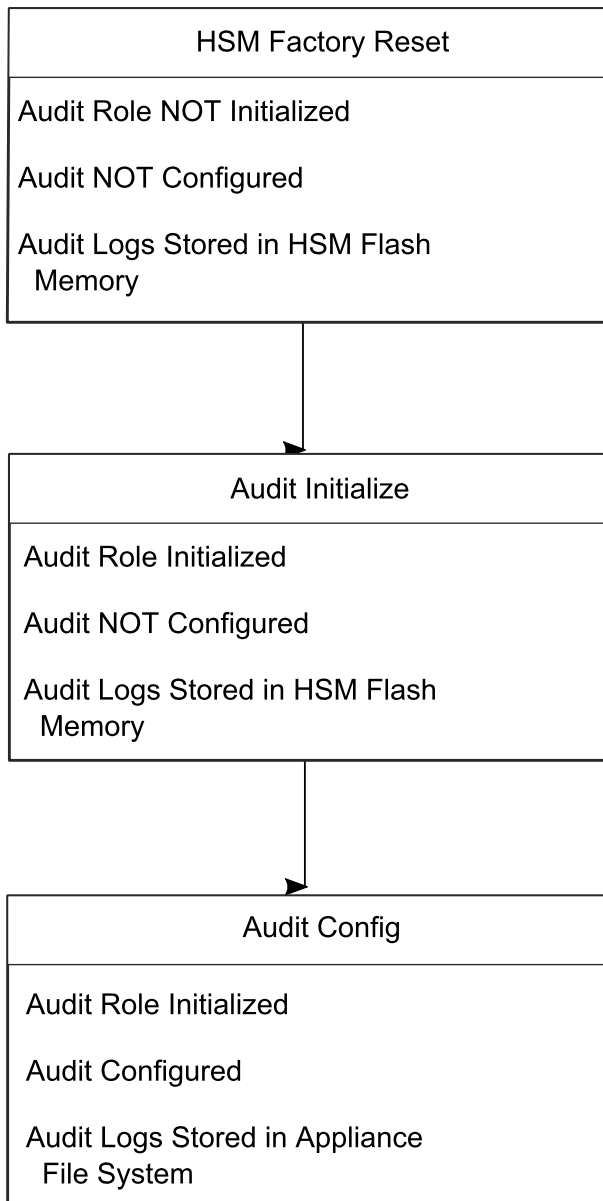 HSM Factory Reset
Audit Role NOT Initialized
Audit NOT Configured
Audit Logs Stored in HSM Flash
Memory
Audit Initialize
Audit Role Initialized
Audit NOT Configured
Audit Logs Stored in HSM Flash
Memory
Audit Config
Audit Role Initialized
Audit Configured
Audit Logs Stored in Appliance
File System